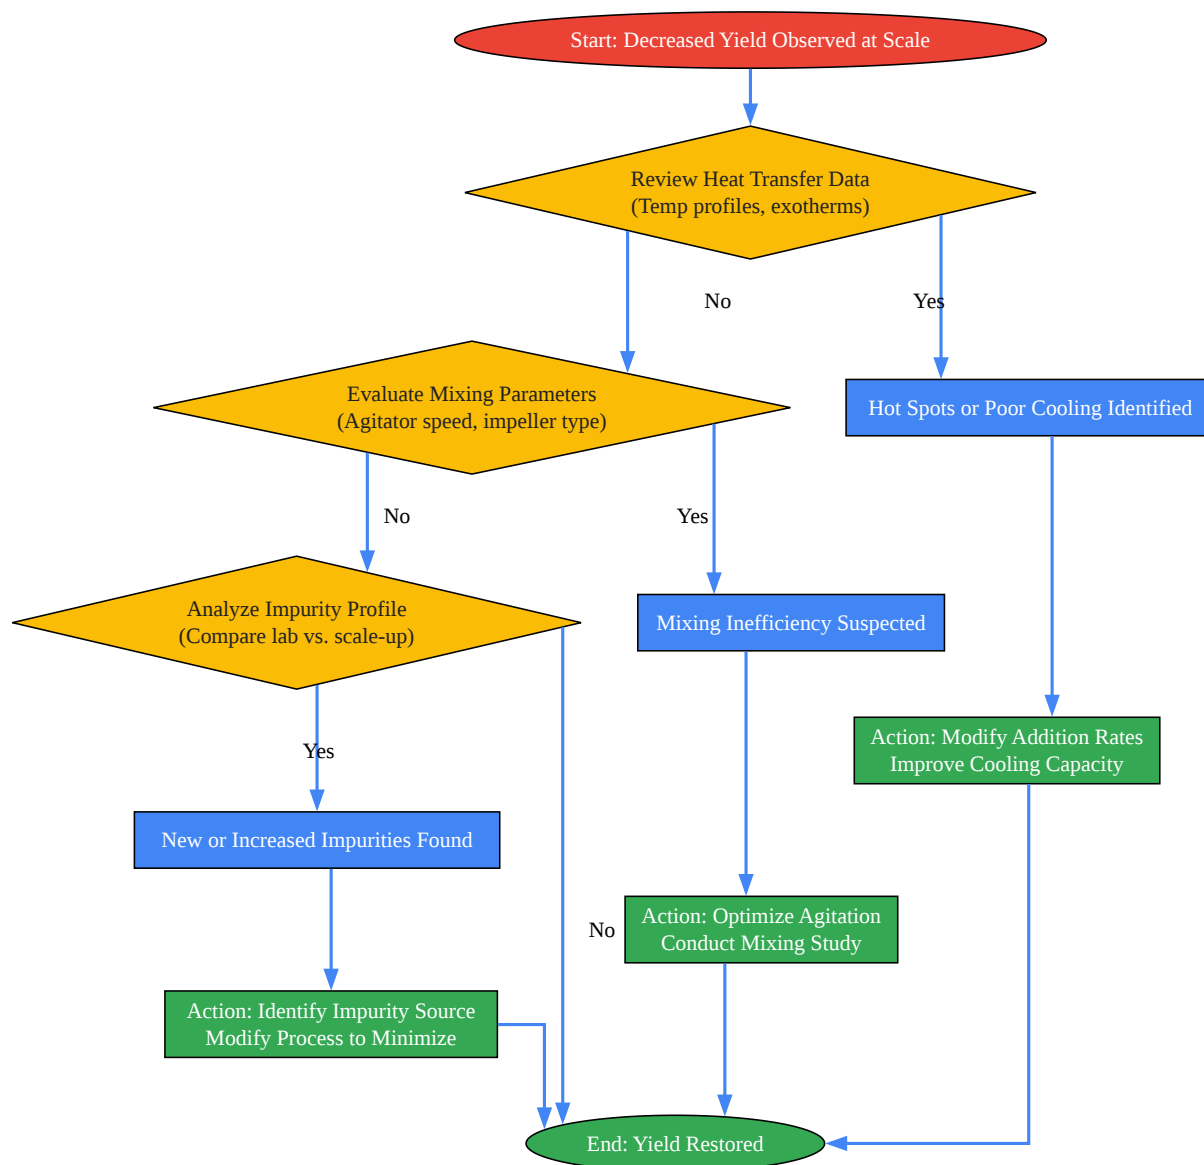 Start: Decreased Yield Observed at Scale
Review Heat Transfer Data
(Temp profiles, exotherms)
No
Yes
Evaluate Mixing Parameters
(Agitator speed, impeller type)
Hot Spots or Poor Cooling Identified
No
Yes
Analyze Impurity Profile
(Compare lab vs. scale-up)
Mixing Inefficiency Suspected
Yes
Action: Modify Addition Rates
Improve Cooling Capacity
New or Increased Impurities Found
No
Action: Optimize Agitation
Conduct Mixing Study
Action: Identify Impurity Source
Modify Process to Minimize
End: Yield Restored